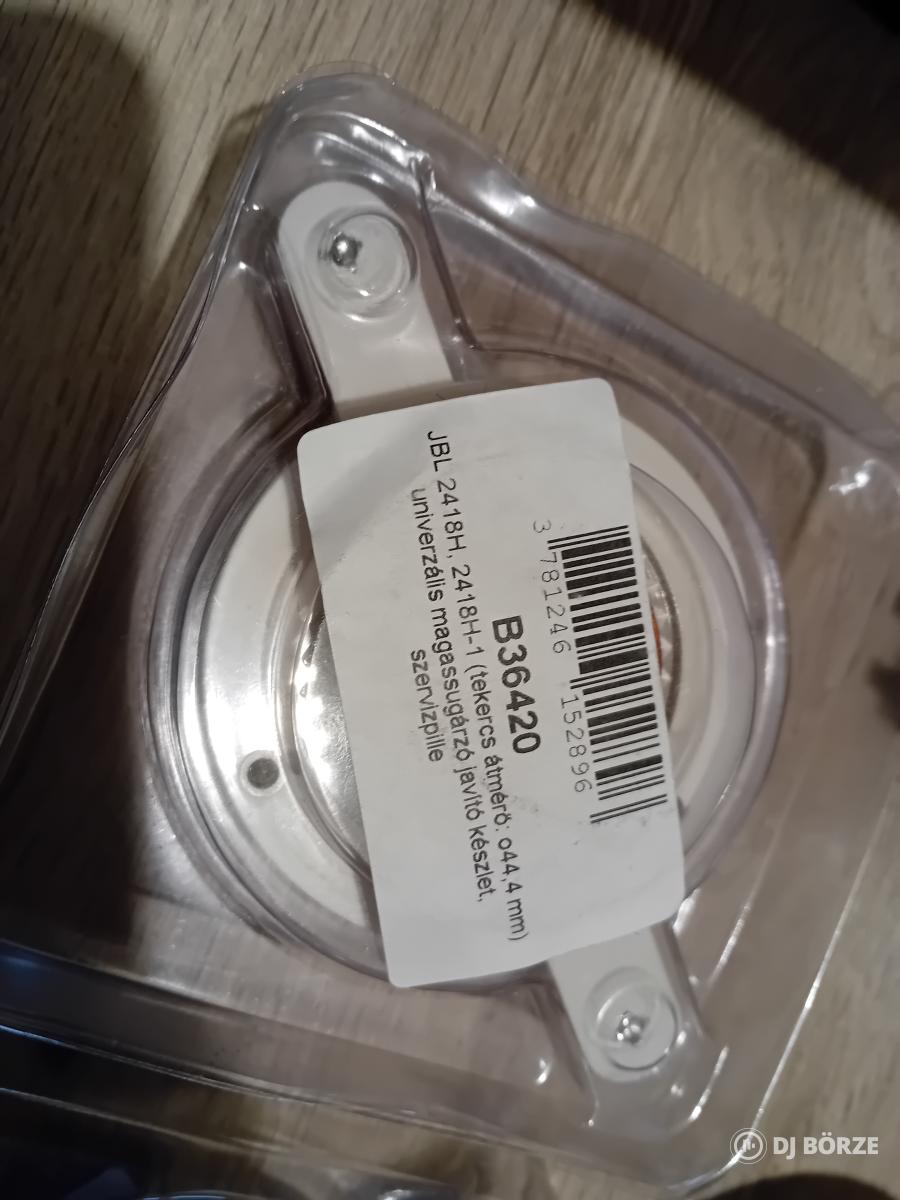 3 781246 152896
B36420
JBL 2418H, 2418H-1 (tekercs átmérő: o44,4 mm)
univerzális magassugárzó javító készlet,
szervizpille
DJ BÖRZE